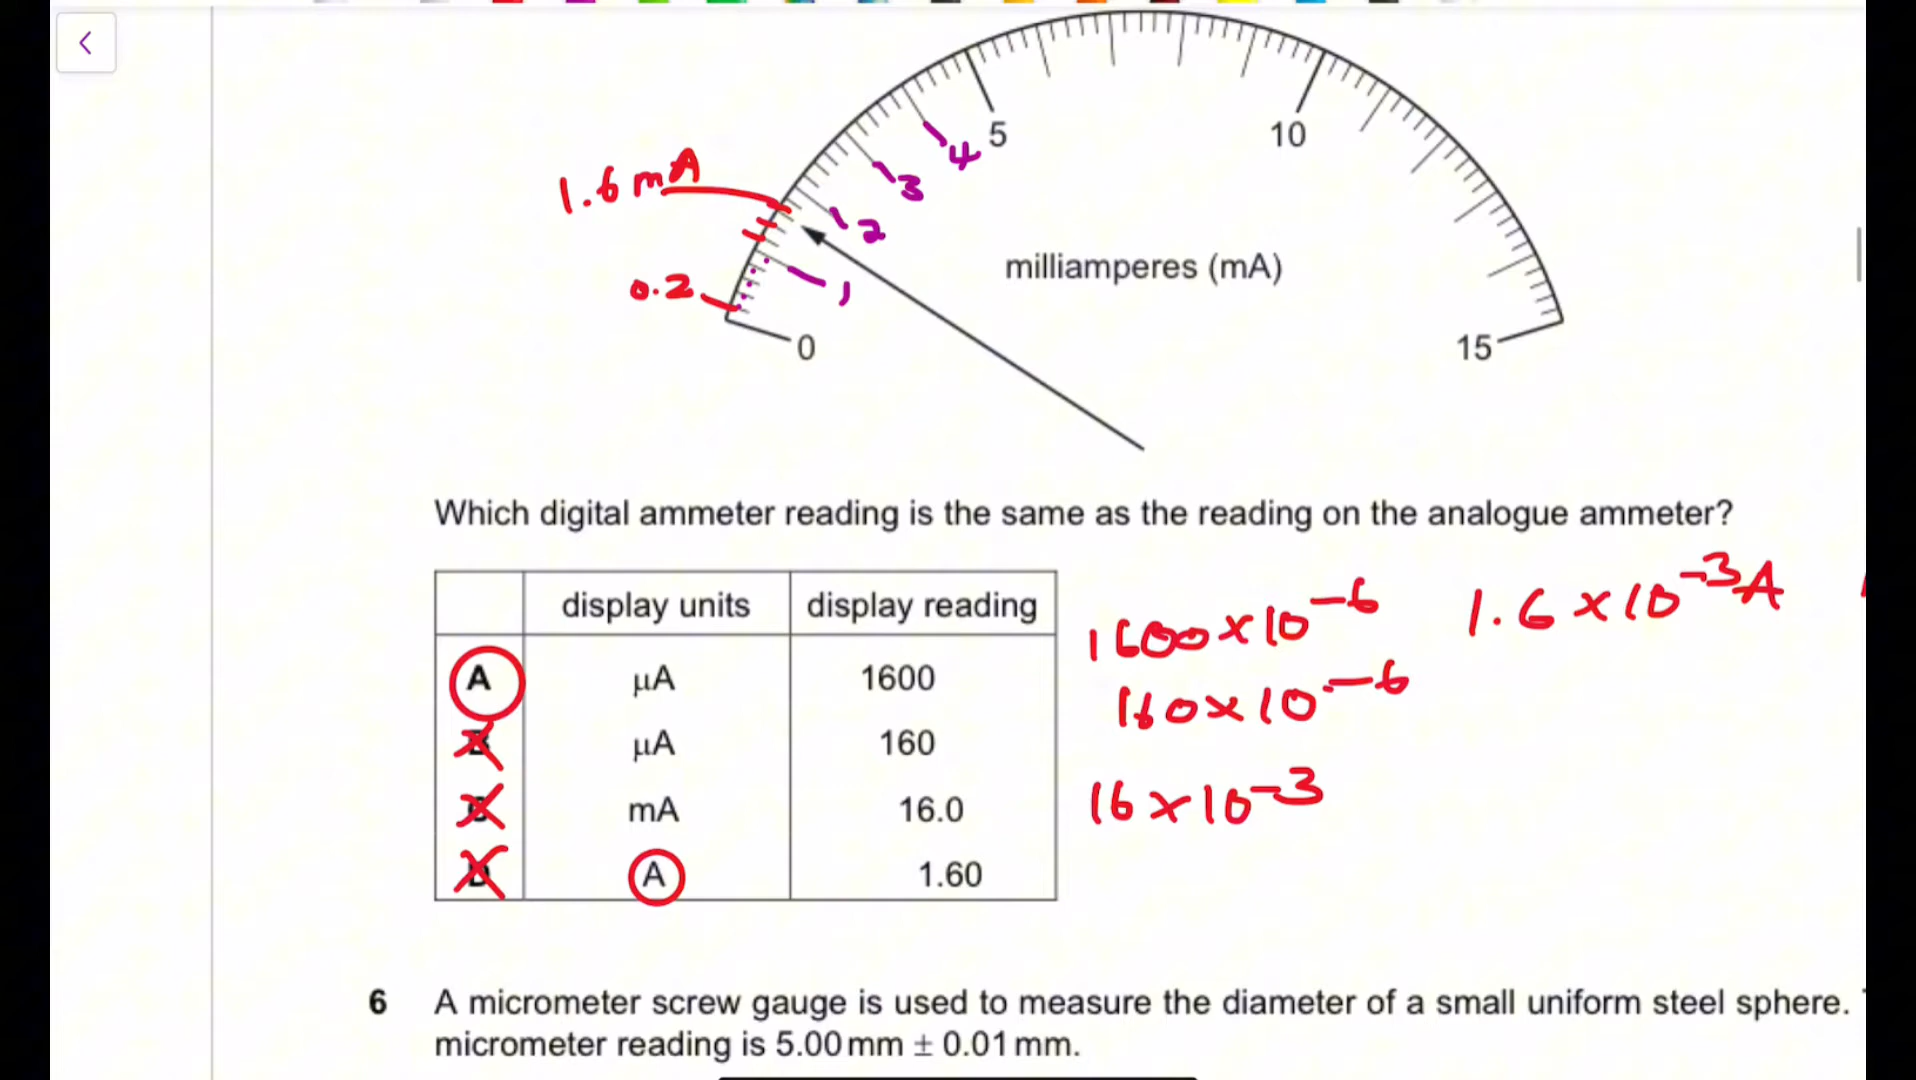 5
10
4
1.6 mA
3
2
milliamperes (mA)
0.2
1
0
15
Which digital ammeter reading is the same as the reading on the analogue ammeter?
display units display reading
1600 x 10-6 1.6 x 10-3A
A µA 1600
160 x 10-6
B µA 160
mA 16.0
16 x 10-3
D A 1.60
6 A micrometer screw gauge is used to measure the diameter of a small uniform steel sphere.
micrometer reading is 5.00 mm ± 0.01 mm.